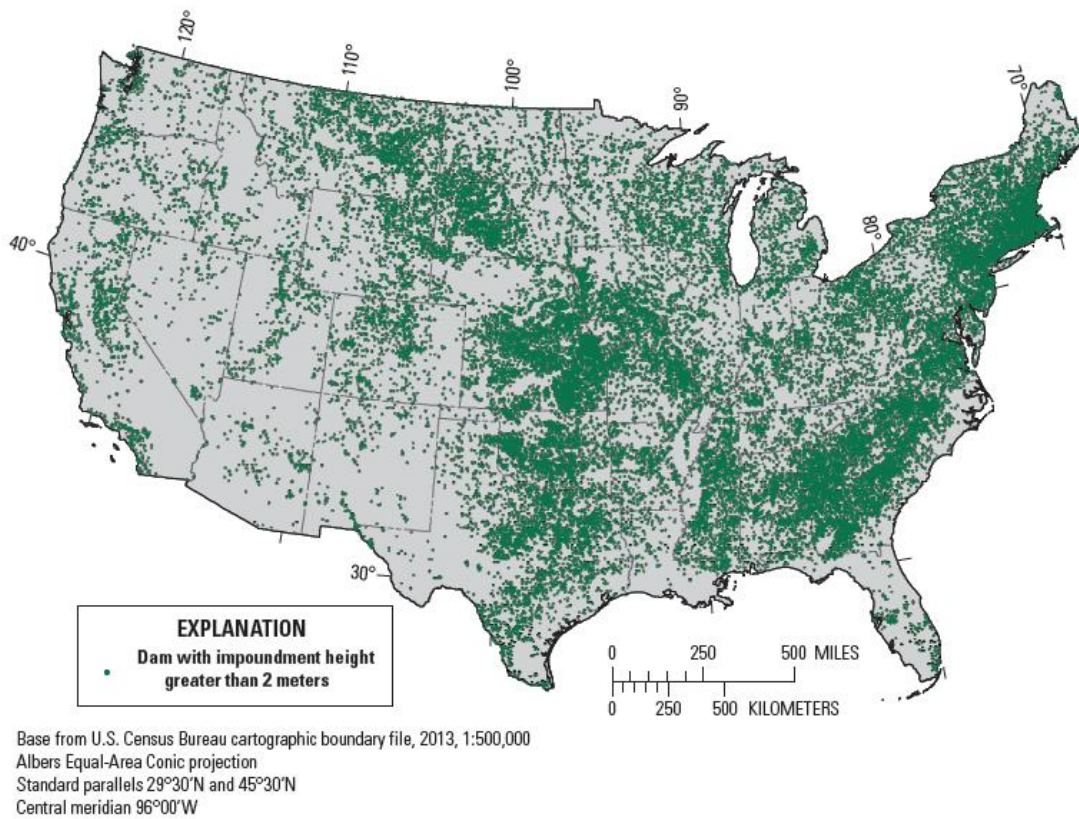 120°
110°
100°
90°
70°
80°
40°
30°
EXPLANATION
Dam with impoundment height
greater than 2 meters
0 250 500 MILES
0 250 500 KILOMETERS
Base from U.S. Census Bureau cartographic boundary file, 2013, 1:500,000
Albers Equal-Area Conic projection
Standard parallels 29°30'N and 45°30'N
Central meridian 96°00'W